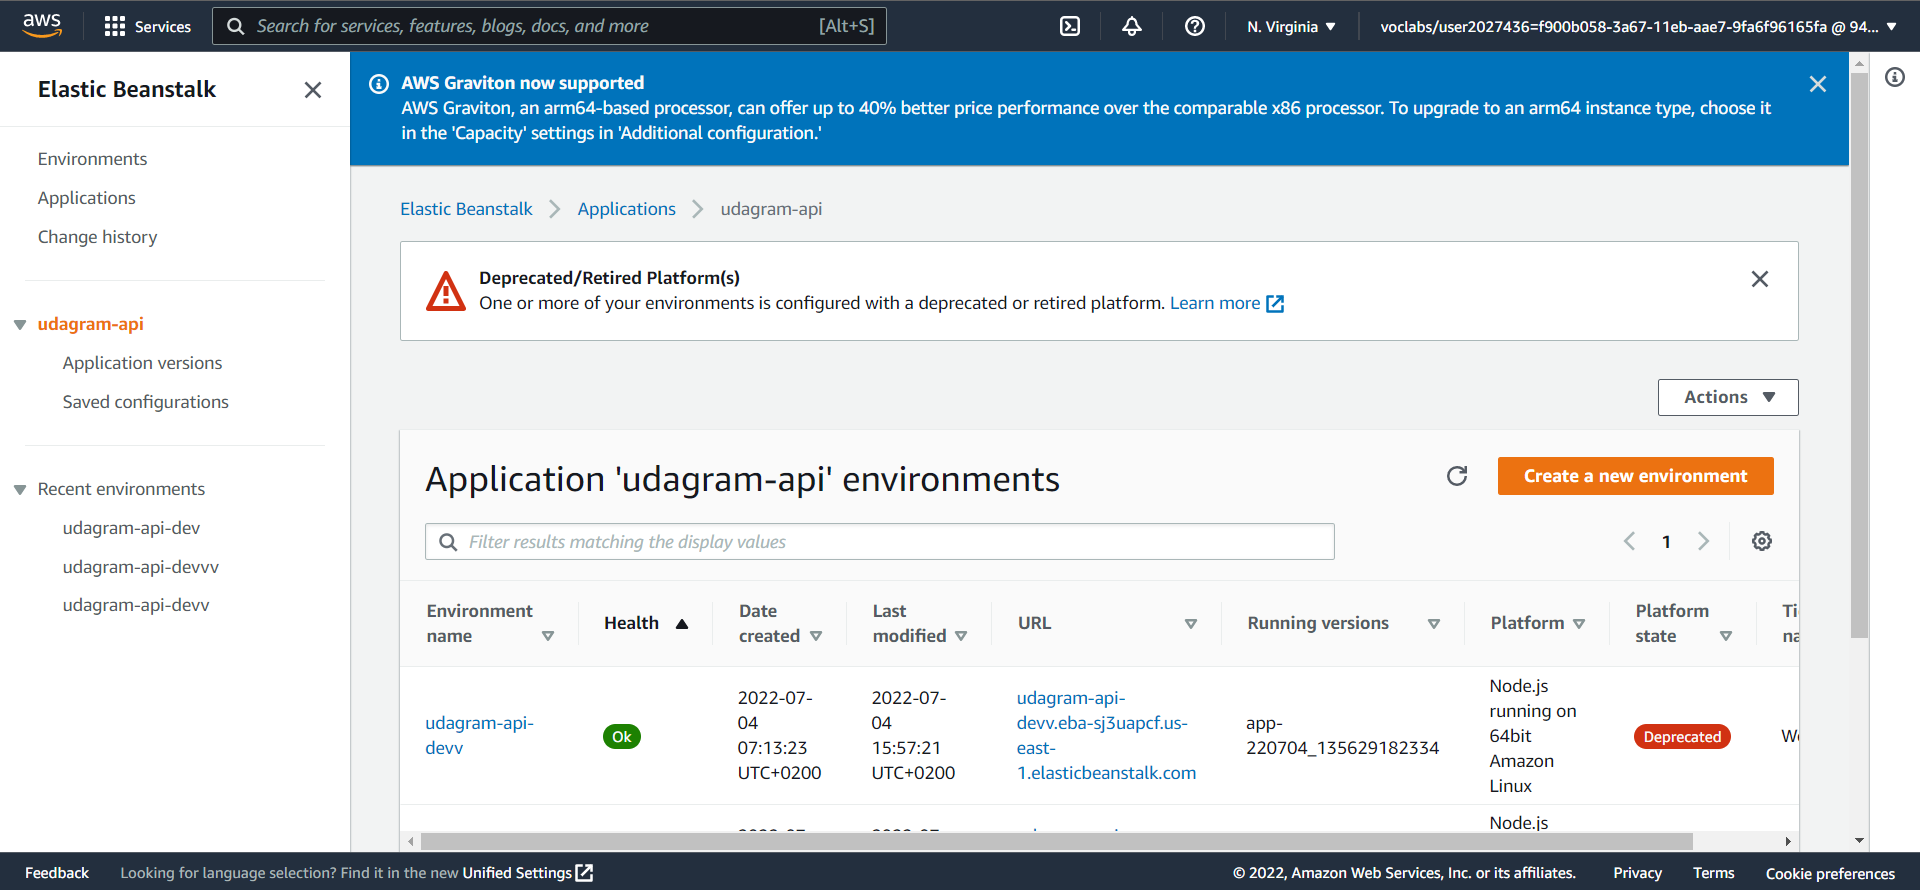 aws
Services
Search for services, features, blogs, docs, and more
[Alt+S]
N. Virginia
voclabs/user2027436=f900b058-3a67-11eb-aae7-9fa6f96165fa @ 94...
Elastic Beanstalk
Environments
Applications
Change history
udagram-api
Application versions
Saved configurations
Recent environments
udagram-api-dev
udagram-api-devvv
udagram-api-devv
AWS Graviton now supported
AWS Graviton, an arm64-based processor, can offer up to 40% better price performance over the comparable x86 processor. To upgrade to an arm64 instance type, choose it
in the 'Capacity' settings in 'Additional configuration.'
Elastic Beanstalk
Applications
udagram-api
Deprecated/Retired Platform(s)
One or more of your environments is configured with a deprecated or retired platform. Learn more
Actions
Application 'udagram-api' environments
Create a new environment
Filter results matching the display values
1
Environment
name
Health
Date
created
Last
modified
URL
Running versions
Platform
Platform
state
udagram-api-
devv
Ok
2022-07-
04
07:13:23
UTC+0200
2022-07-
04
15:57:21
UTC+0200
udagram-api-
devv.eba-sj3uapcf.us-
east-
1.elasticbeanstalk.com
app-
220704_135629182334
Node.js
running on
64bit
Amazon
Linux
Deprecated
Node.js
Feedback
Looking for language selection? Find it in the new Unified Settings
© 2022, Amazon Web Services, Inc. or its affiliates.
Privacy
Terms
Cookie preferences